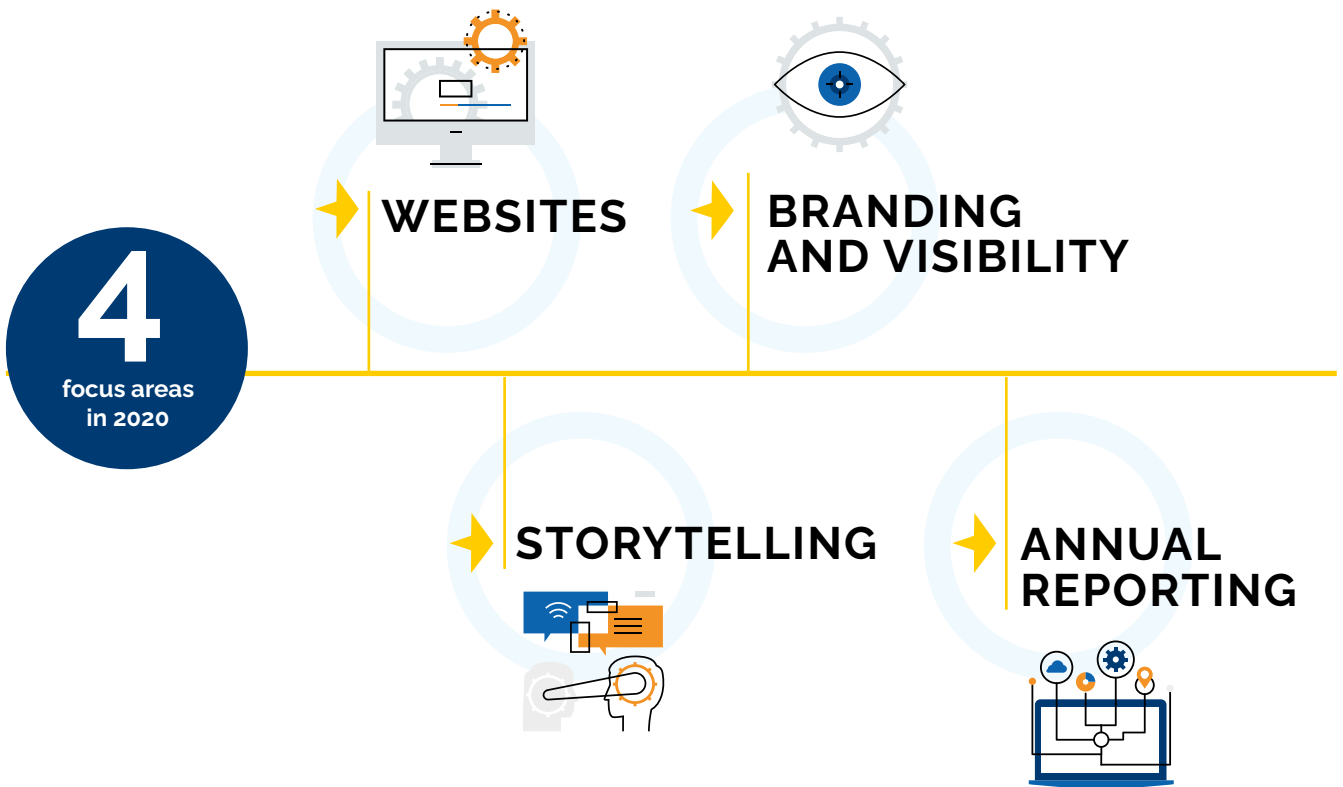 4
focus areas
in 2020
WEBSITES
BRANDING
AND VISIBILITY
STORYTELLING
ANNUAL
REPORTING